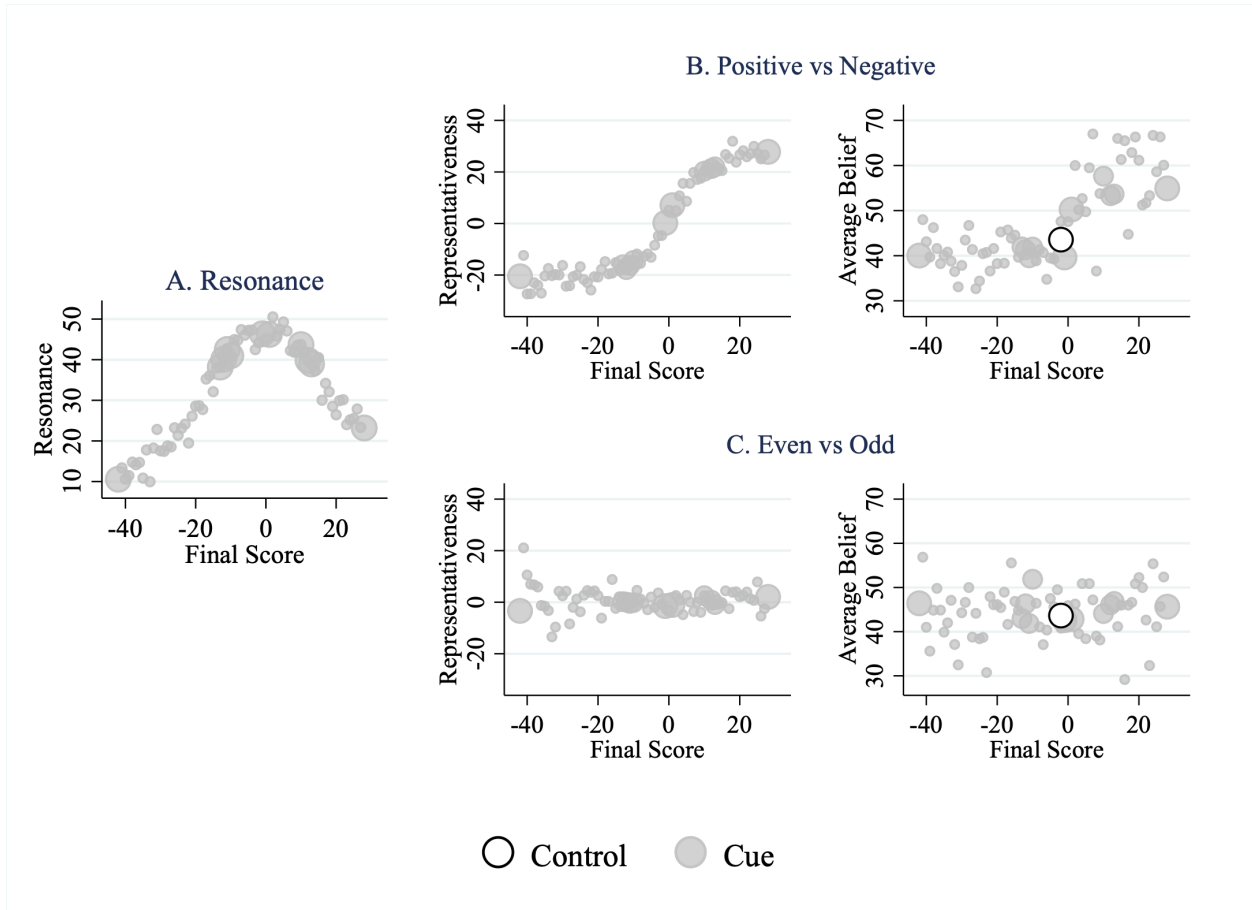 A. Resonance
Resonance
50
40
30
20
10
-40 -20 0 20
Final Score
B. Positive vs Negative
Representativeness
40
20
0
-20
-40 -20 0 20
Final Score
Average Belief
70
60
50
40
30
-40 -20 0 20
Final Score
C. Even vs Odd
Representativeness
40
20
0
-20
-40 -20 0 20
Final Score
Average Belief
70
60
50
40
30
-40 -20 0 20
Final Score
Control Cue